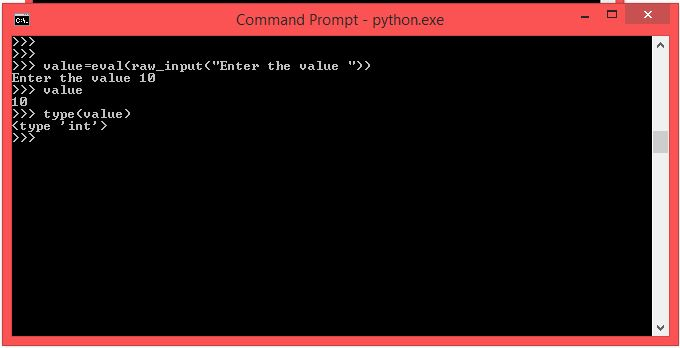 Command Prompt - python.exe
>>>
>>>
>>> value=eval(raw_input("Enter the value "))
Enter the value 10
>>> value
10
>>> type(value)
<type 'int'>
>>>